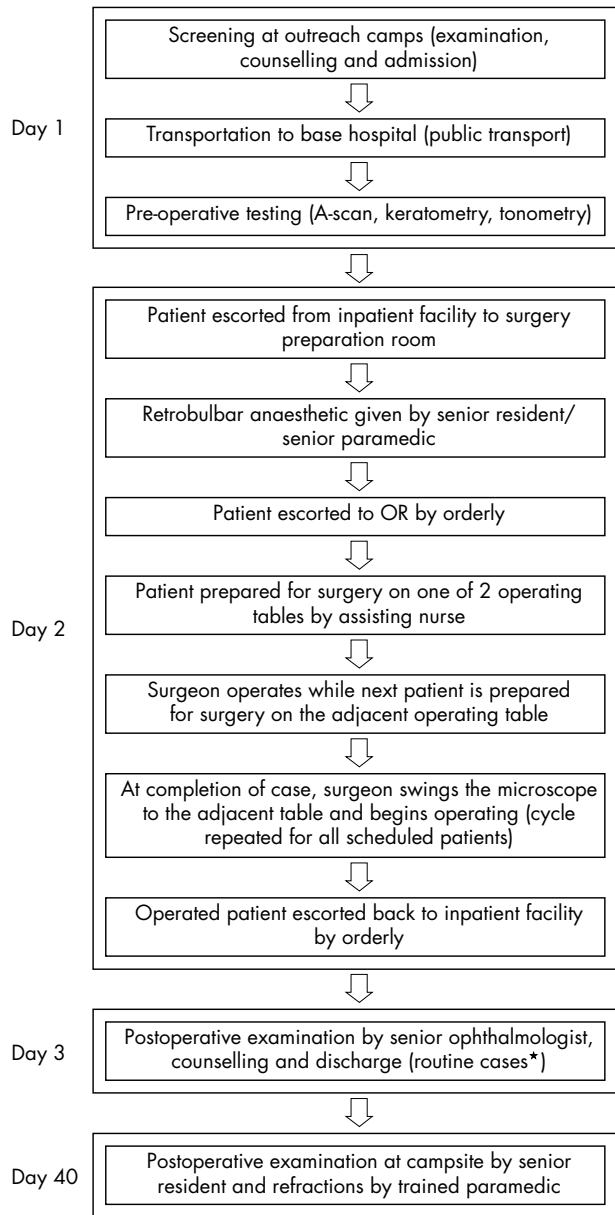 Day 1
Screening at outreach camps (examination,
counselling and admission)
Transportation to base hospital (public transport)
Pre-operative testing (A-scan, keratometry, tonometry)
Day 2
Patient escorted from inpatient facility to surgery
preparation room
Retrobulbar anaesthetic given by senior resident/
senior paramedic
Patient escorted to OR by orderly
Patient prepared for surgery on one of 2 operating
tables by assisting nurse
Surgeon operates while next patient is prepared
for surgery on the adjacent operating table
At completion of case, surgeon swings the microscope
to the adjacent table and begins operating (cycle
repeated for all scheduled patients)
Operated patient escorted back to inpatient facility
by orderly
Day 3
Postoperative examination by senior ophthalmologist,
counselling and discharge (routine cases★)
Day 40
Postoperative examination at campsite by senior
resident and refractions by trained paramedic